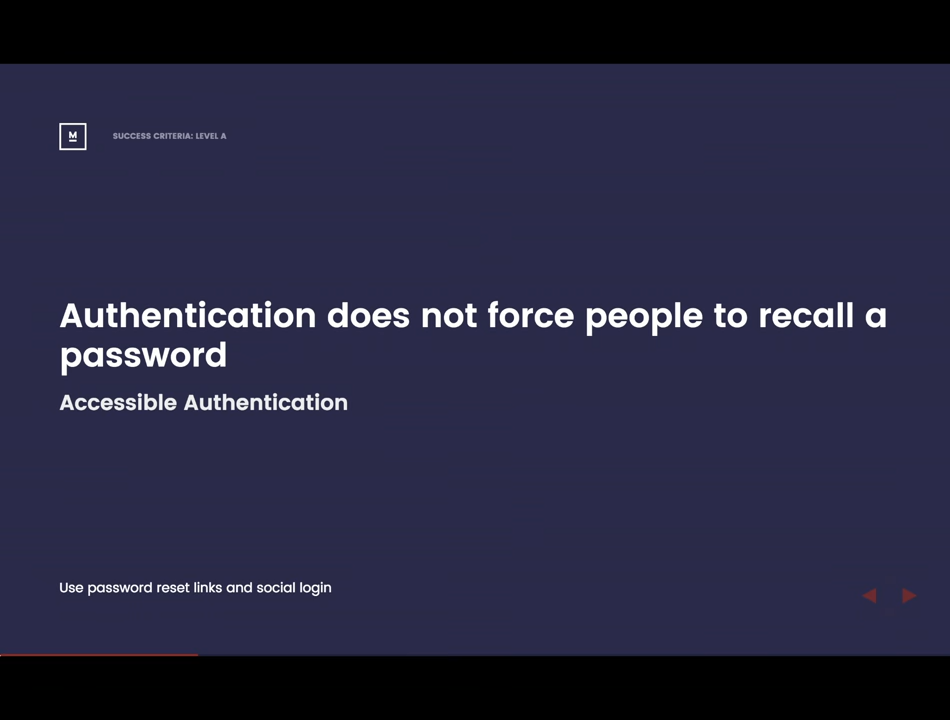 M
SUCCESS CRITERIA: LEVEL A
Authentication does not force people to recall a
password
Accessible Authentication
Use password reset links and social login